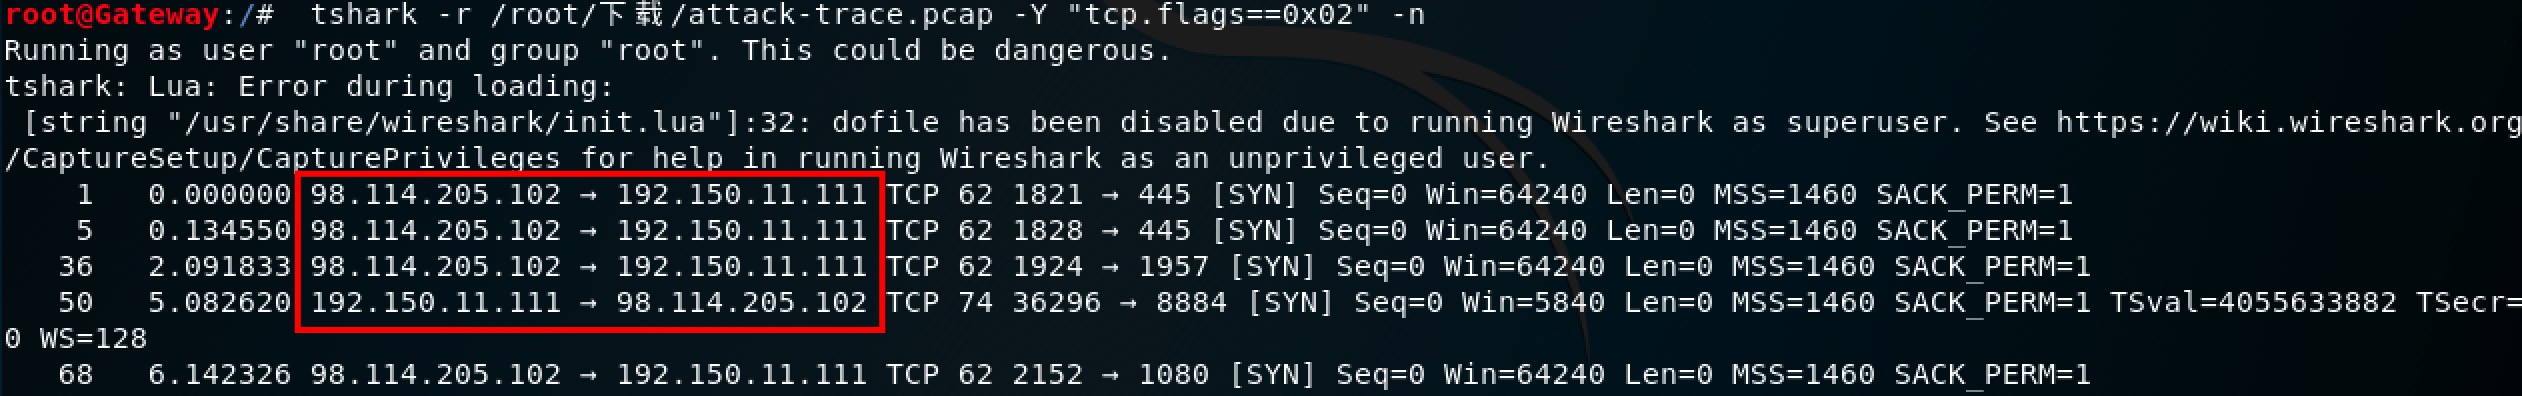 root@Gateway:/#  tshark -r /root/下载/attack-trace.pcap -Y "tcp.flags==0x02" -n
Running as user "root" and group "root". This could be dangerous.
tshark: Lua: Error during loading:
 [string "/usr/share/wireshark/init.lua"]:32: dofile has been disabled due to running Wireshark as superuser. See https://wiki.wireshark.org
/CaptureSetup/CapturePrivileges for help in running Wireshark as an unprivileged user.
    1   0.000000 98.114.205.102 → 192.150.11.111 TCP 62 1821 → 445 [SYN] Seq=0 Win=64240 Len=0 MSS=1460 SACK_PERM=1
    5   0.134550 98.114.205.102 → 192.150.11.111 TCP 62 1828 → 445 [SYN] Seq=0 Win=64240 Len=0 MSS=1460 SACK_PERM=1
   36   2.091833 98.114.205.102 → 192.150.11.111 TCP 62 1924 → 1957 [SYN] Seq=0 Win=64240 Len=0 MSS=1460 SACK_PERM=1
   50   5.082620 192.150.11.111 → 98.114.205.102 TCP 74 36296 → 8884 [SYN] Seq=0 Win=5840 Len=0 MSS=1460 SACK_PERM=1 TSval=4055633882 TSecr=
0 WS=128
   68   6.142326 98.114.205.102 → 192.150.11.111 TCP 62 2152 → 1080 [SYN] Seq=0 Win=64240 Len=0 MSS=1460 SACK_PERM=1